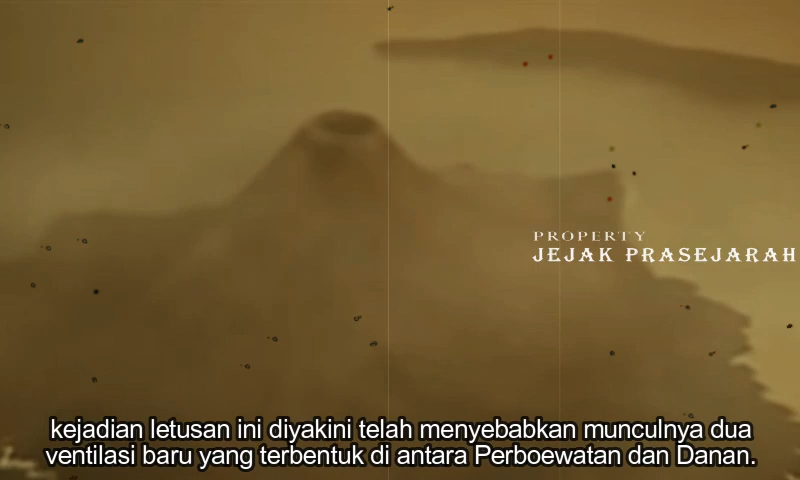 PROPERTY
JEJAK PRASEJARAH
kejadian letusan ini diyakini telah menyebabkan munculnya dua
ventilasi baru yang terbentuk di antara Perboewatan dan Danan.